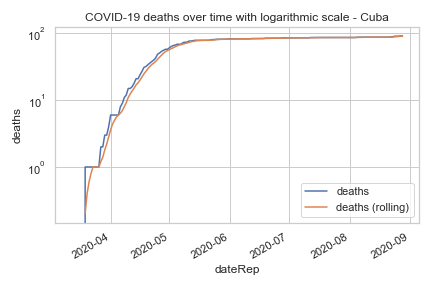 COVID-19 deaths over time with logarithmic scale - Cuba
10²
10¹
10⁰
deaths
deaths
deaths (rolling)
2020-04
2020-05
2020-06
2020-07
2020-08
2020-09
dateRep